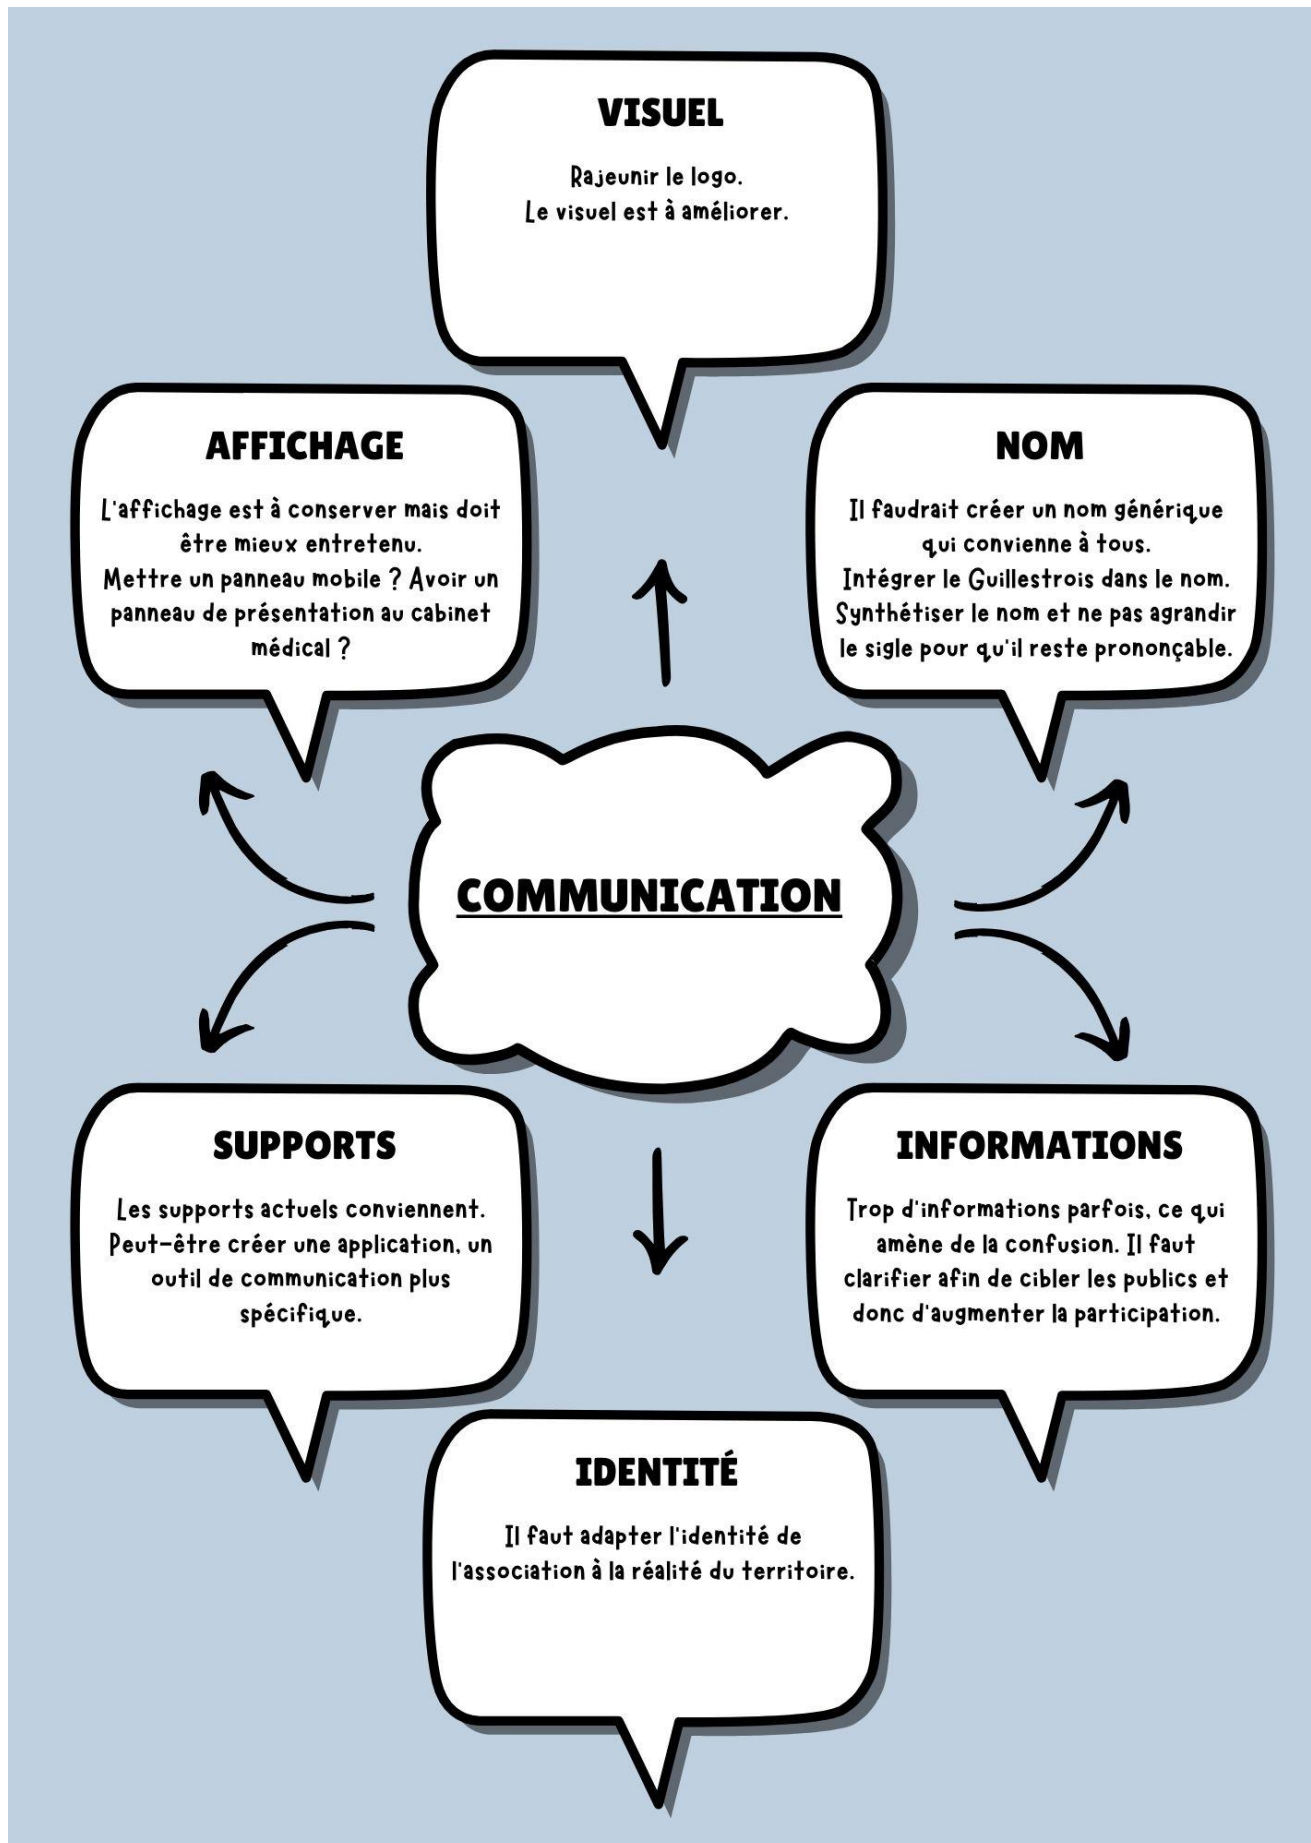 VISUEL
Rajeunir le logo.
Le visuel est à améliorer.
AFFICHAGE
L'affichage est à conserver mais doit
être mieux entretenu.
Mettre un panneau mobile ? Avoir un
panneau de présentation au cabinet
médical ?
NOM
Il faudrait créer un nom générique
qui convienne à tous.
Intégrer le Guillestrois dans le nom.
Synthétiser le nom et ne pas agrandir
le sigle pour qu'il reste prononçable.
COMMUNICATION
SUPPORTS
Les supports actuels conviennent.
Peut-être créer une application, un
outil de communication plus
spécifique.
INFORMATIONS
Trop d'informations parfois, ce qui
amène de la confusion. Il faut
clarifier afin de cibler les publics et
donc d'augmenter la participation.
IDENTITÉ
Il faut adapter l'identité de
l'association à la réalité du territoire.